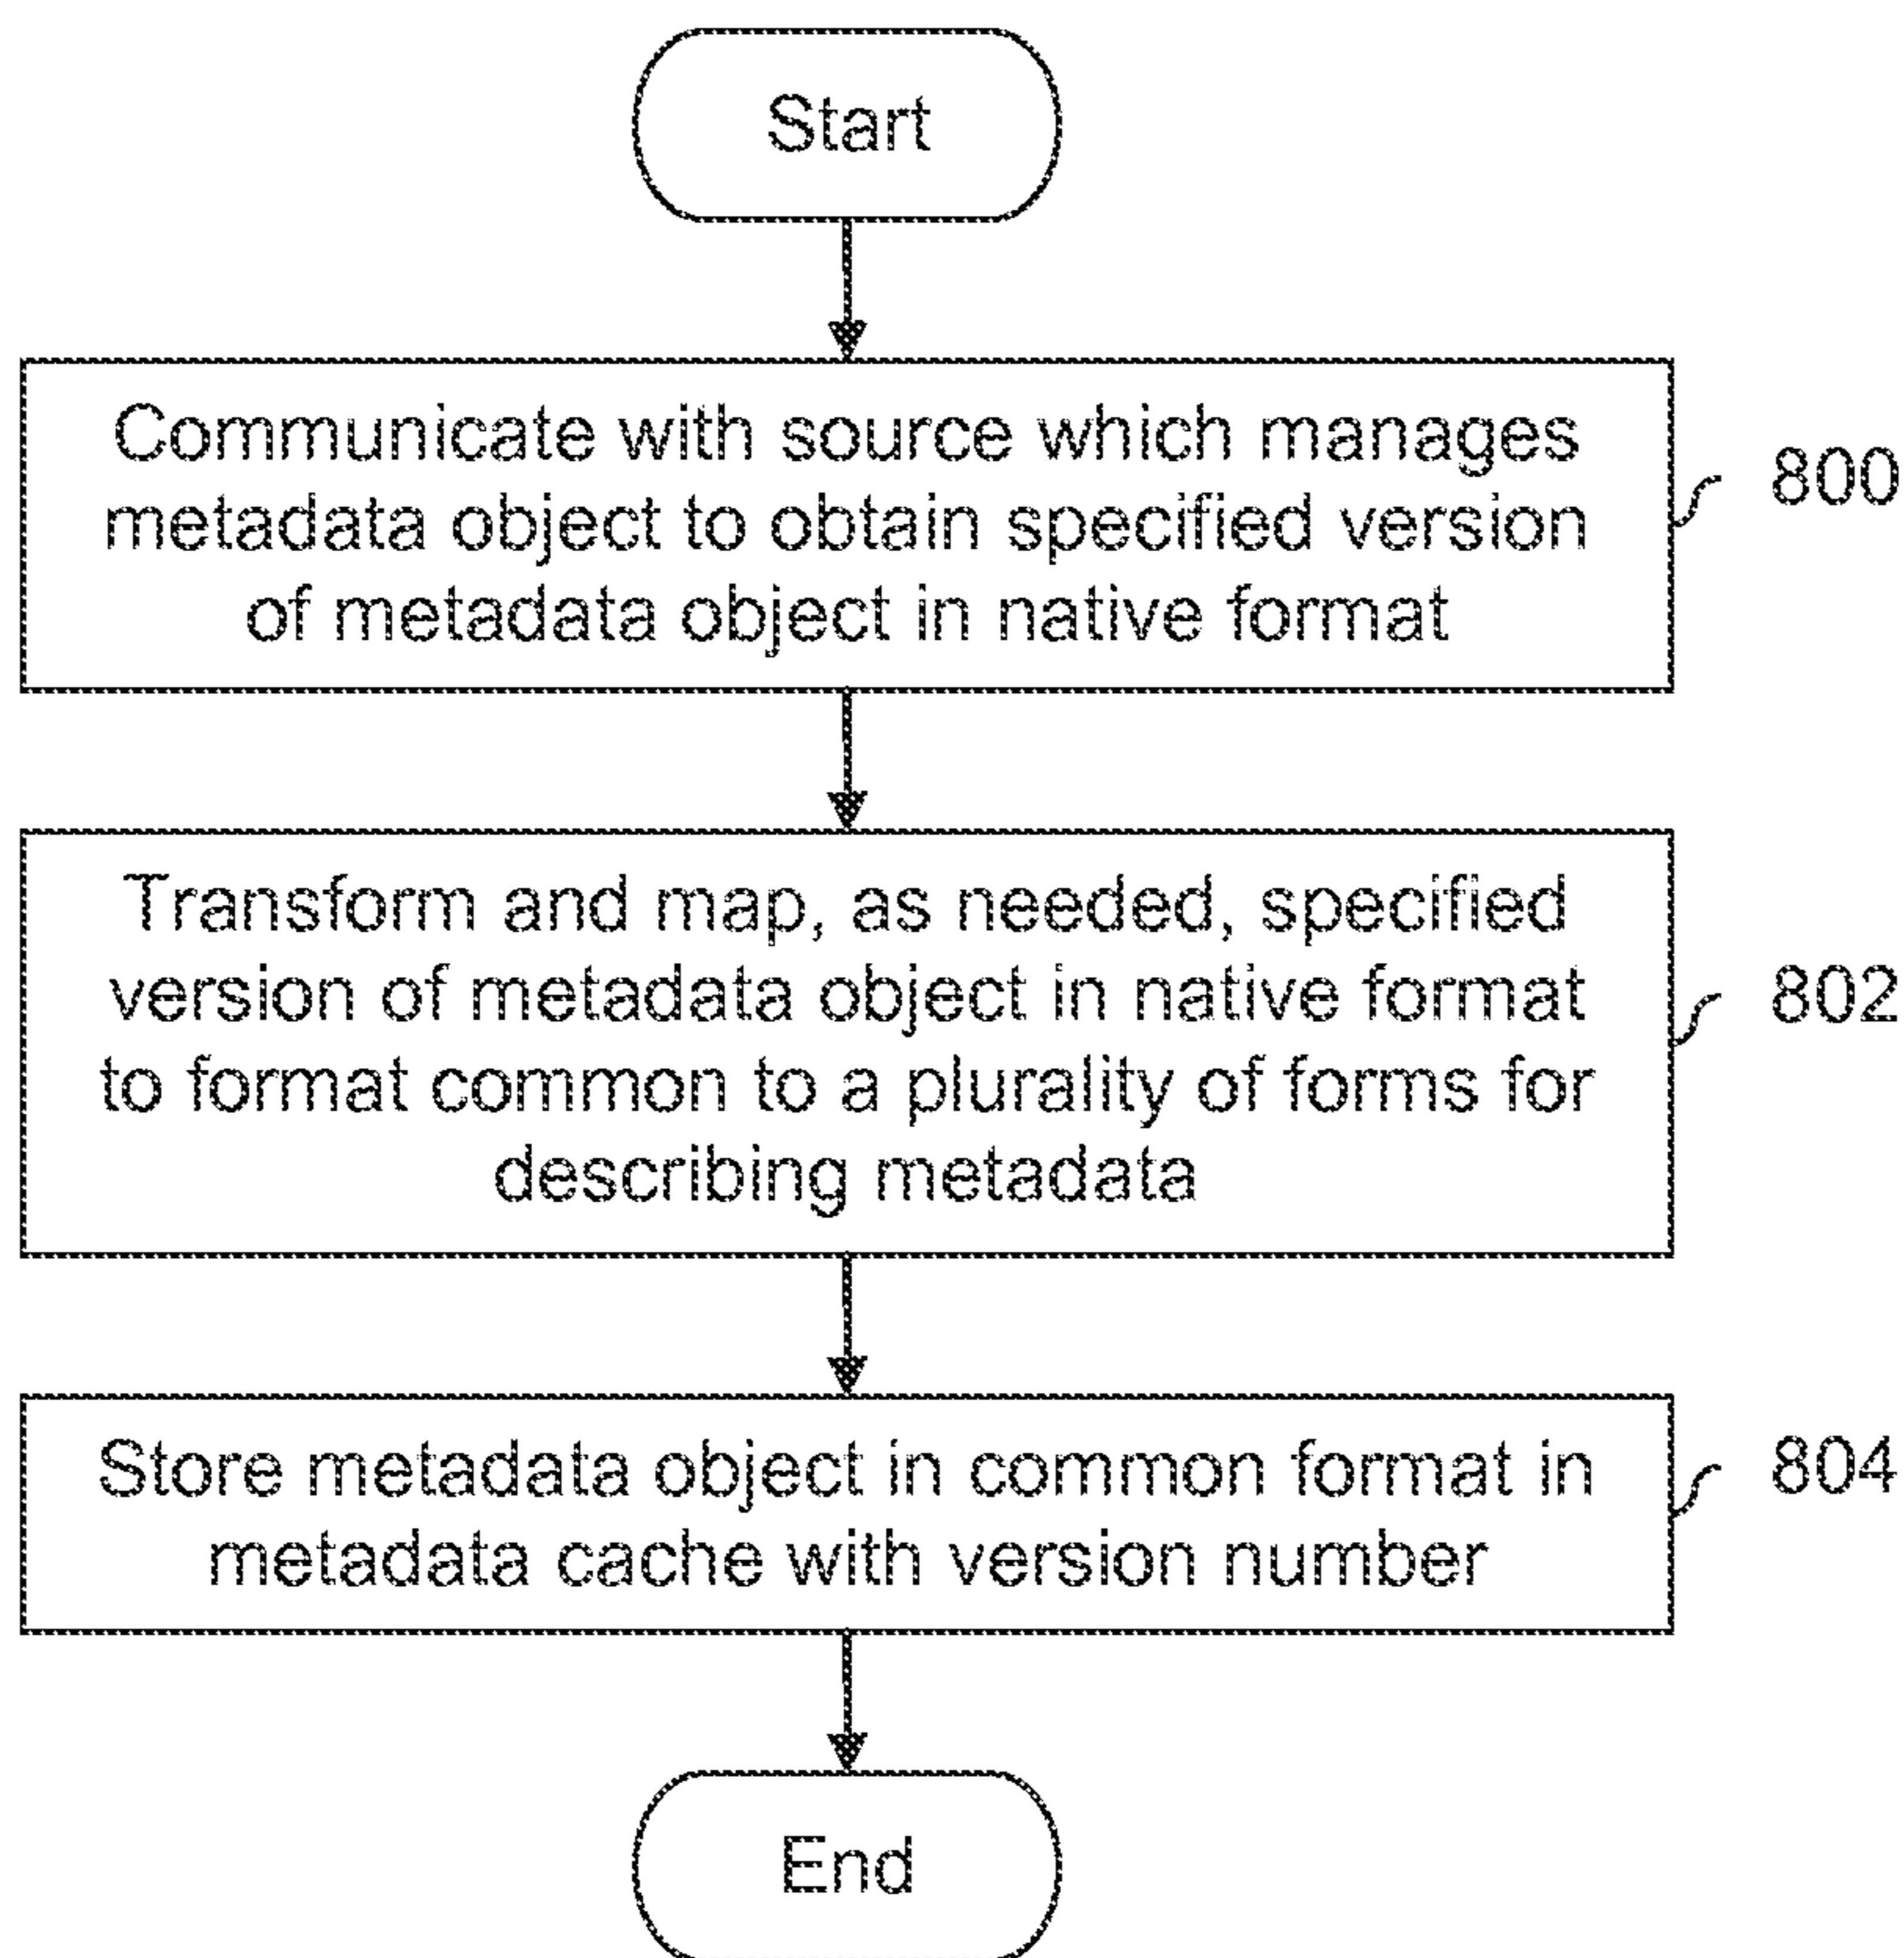 Start
Communicate with source which manages
metadata object to obtain specified version
of metadata object in native format
800
Transform and map, as needed, specified
version of metadata object in native format
to format common to a plurality of forms for
describing metadata
802
Store metadata object in common format in
metadata cache with version number
804
End